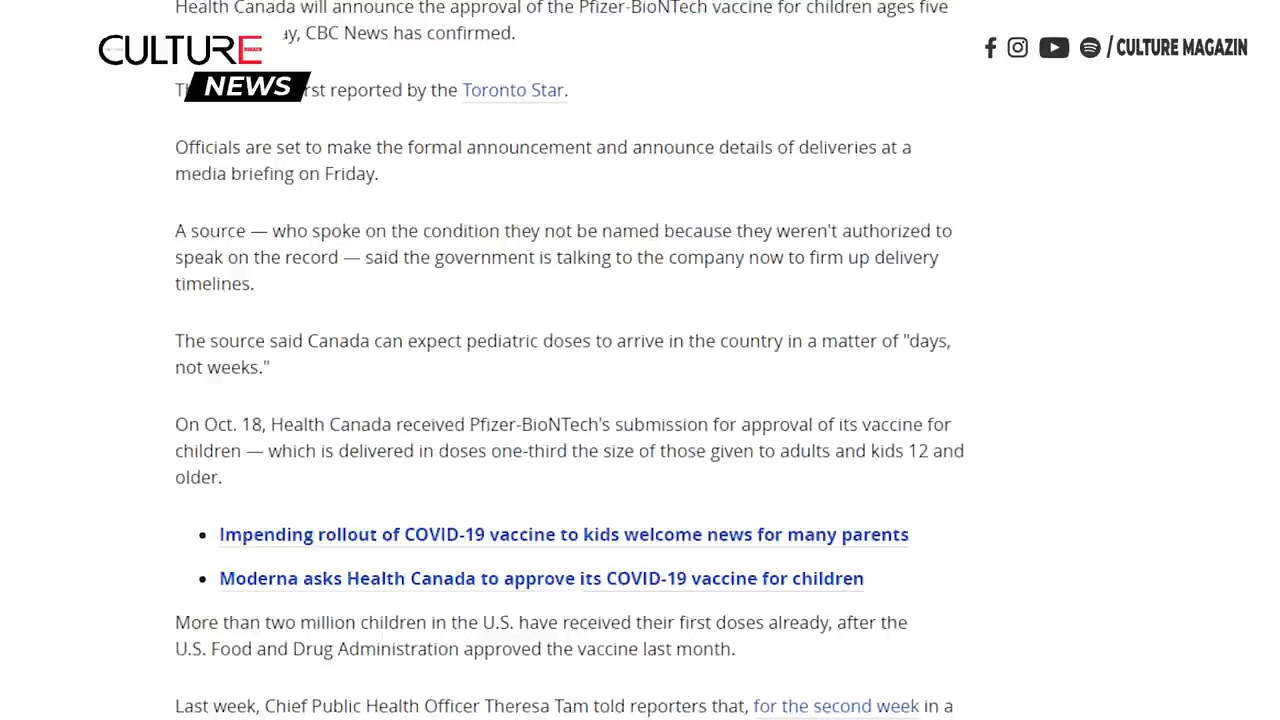 Health Canada will announce the approval of the Pfizer-BioNTech vaccine for children ages five
CULTURE
NEWS
/ CULTURE MAGAZIN
ay, CBC News has confirmed.
rst reported by the Toronto Star.
Officials are set to make the formal announcement and announce details of deliveries at a
media briefing on Friday.
A source — who spoke on the condition they not be named because they weren't authorized to
speak on the record — said the government is talking to the company now to firm up delivery
timelines.
The source said Canada can expect pediatric doses to arrive in the country in a matter of "days,
not weeks."
On Oct. 18, Health Canada received Pfizer-BioNTech's submission for approval of its vaccine for
children — which is delivered in doses one-third the size of those given to adults and kids 12 and
older.
• Impending rollout of COVID-19 vaccine to kids welcome news for many parents
• Moderna asks Health Canada to approve its COVID-19 vaccine for children
More than two million children in the U.S. have received their first doses already, after the
U.S. Food and Drug Administration approved the vaccine last month.
Last week, Chief Public Health Officer Theresa Tam told reporters that, for the second week in a